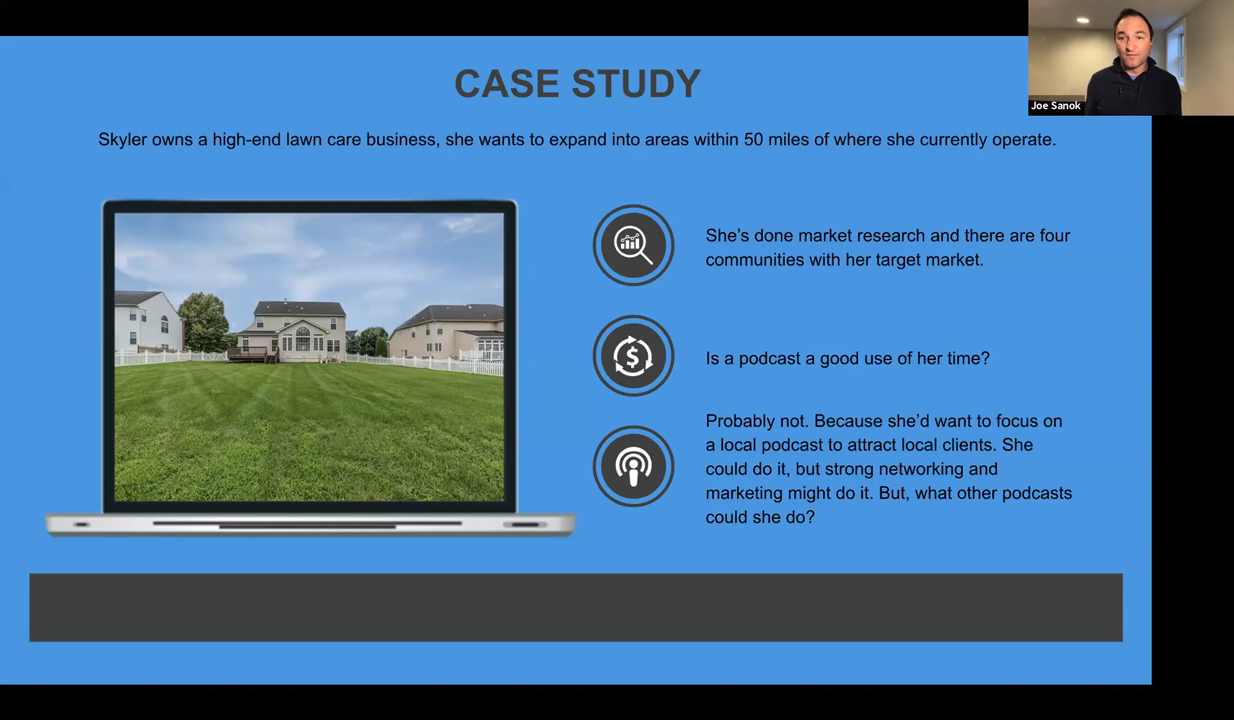 CASE STUDY
Joe Sanok
Skyler owns a high-end lawn care business, she wants to expand into areas within 50 miles of where she currently operate.
She's done market research and there are four
communities with her target market.
Is a podcast a good use of her time?
Probably not. Because she'd want to focus on
a local podcast to attract local clients. She
could do it, but strong networking and
marketing might do it. But, what other podcasts
could she do?